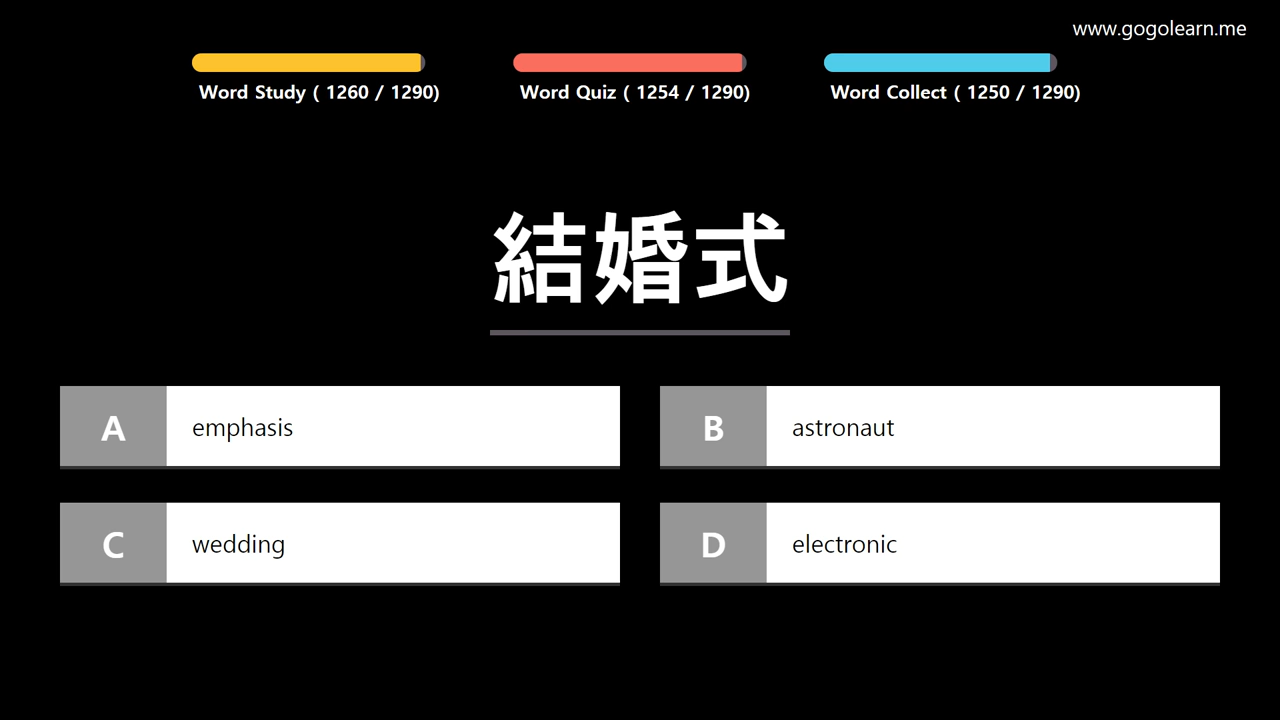 www.gogolearn.me
Word Study ( 1260 / 1290)
Word Quiz ( 1254 / 1290)
Word Collect ( 1250 / 1290)
結婚式
A emphasis
B astronaut
C wedding
D electronic